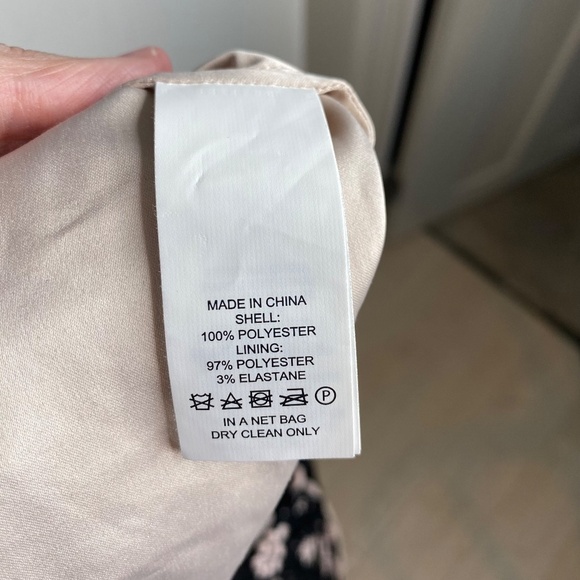 MADE IN CHINA
SHELL:
100% POLYESTER
LINING:
97% POLYESTER
3% ELASTANE
P
IN A NET BAG
DRY CLEAN ONLY